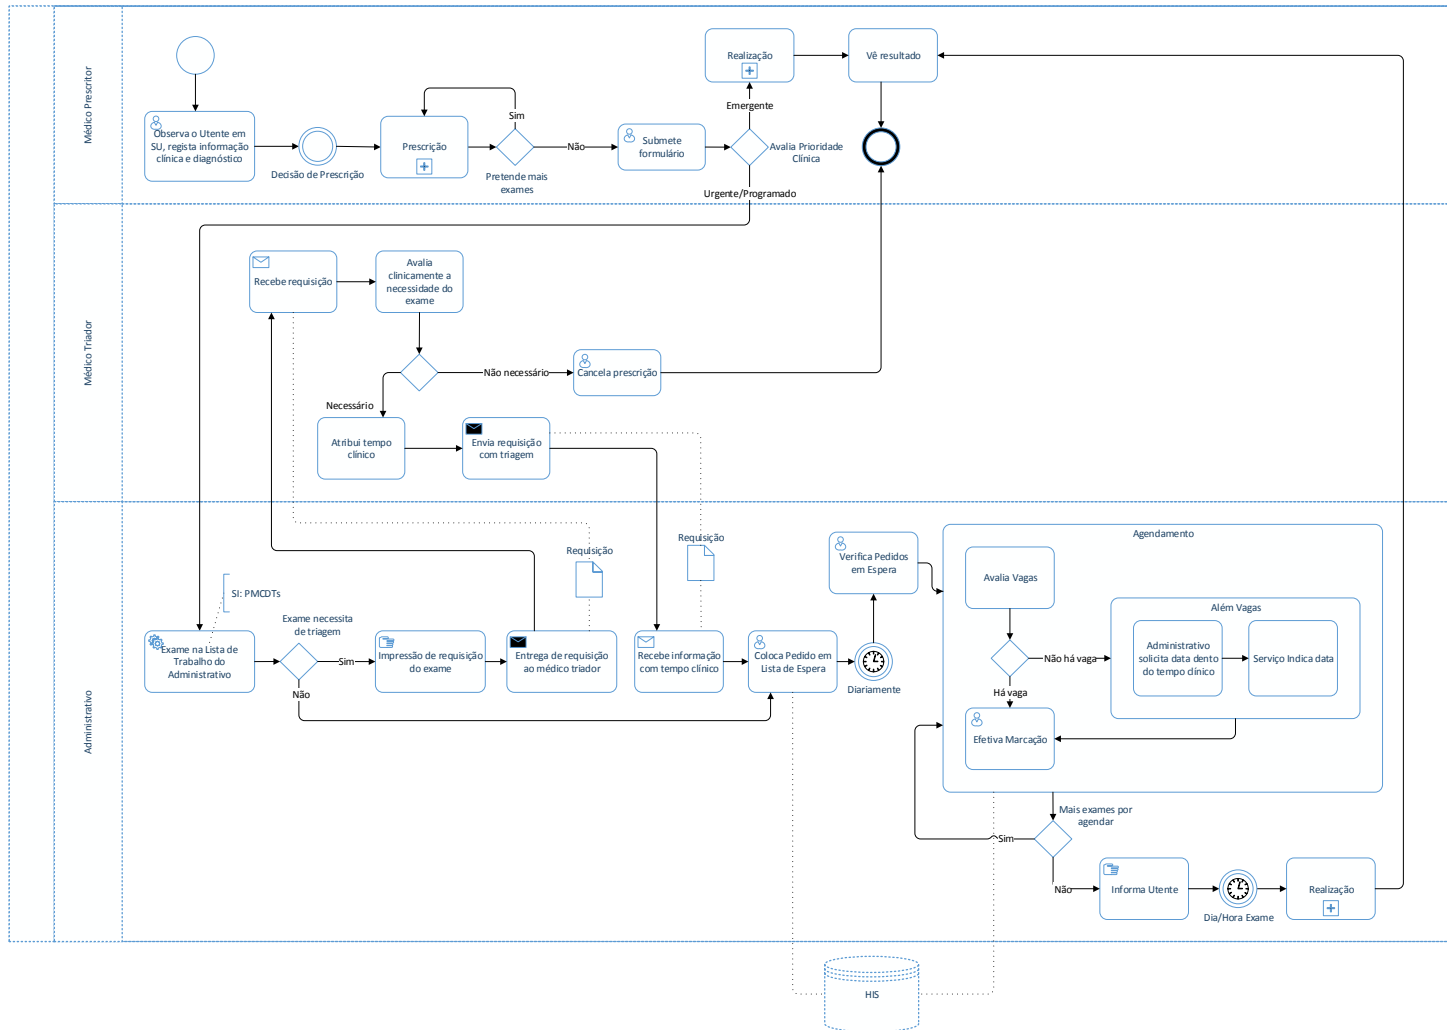 Médico Prescritor
Observa o Utente em
SU, regista informação
clínica e diagnóstico
Decisão de Prescrição
Prescrição
Sim
Pretende mais
exames
Não
Submete
formulário
Avalia Prioridade
Clínica
Emergente
Urgente/Programado
Realização
Vê resultado
Médico Triador
Recebe requisição
Avalia
clinicamente a
necessidade do
exame
Não necessário
Cancela prescrição
Necessário
Atribui tempo
clínico
Envia requisição
com triagem
Administrativo
SI: PMCDTs
Exame na Lista de
Trabalho do
Administrativo
Exame necessita
de triagem
Sim
Não
Impressão de requisição
do exame
Entrega de requisição
ao médico triador
Requisição
Requisição
Recebe informação
com tempo clínico
Coloca Pedido em
Lista de Espera
Diariamente
Verifica Pedidos
em Espera
Agendamento
Avalia Vagas
Não há vaga
Há vaga
Além Vagas
Administrativo
solicita data dento
do tempo clínico
Serviço Indica data
Efetiva Marcação
Mais exames por
agendar
Sim
Não
Informa Utente
Dia/Hora Exame
Realização
HIS